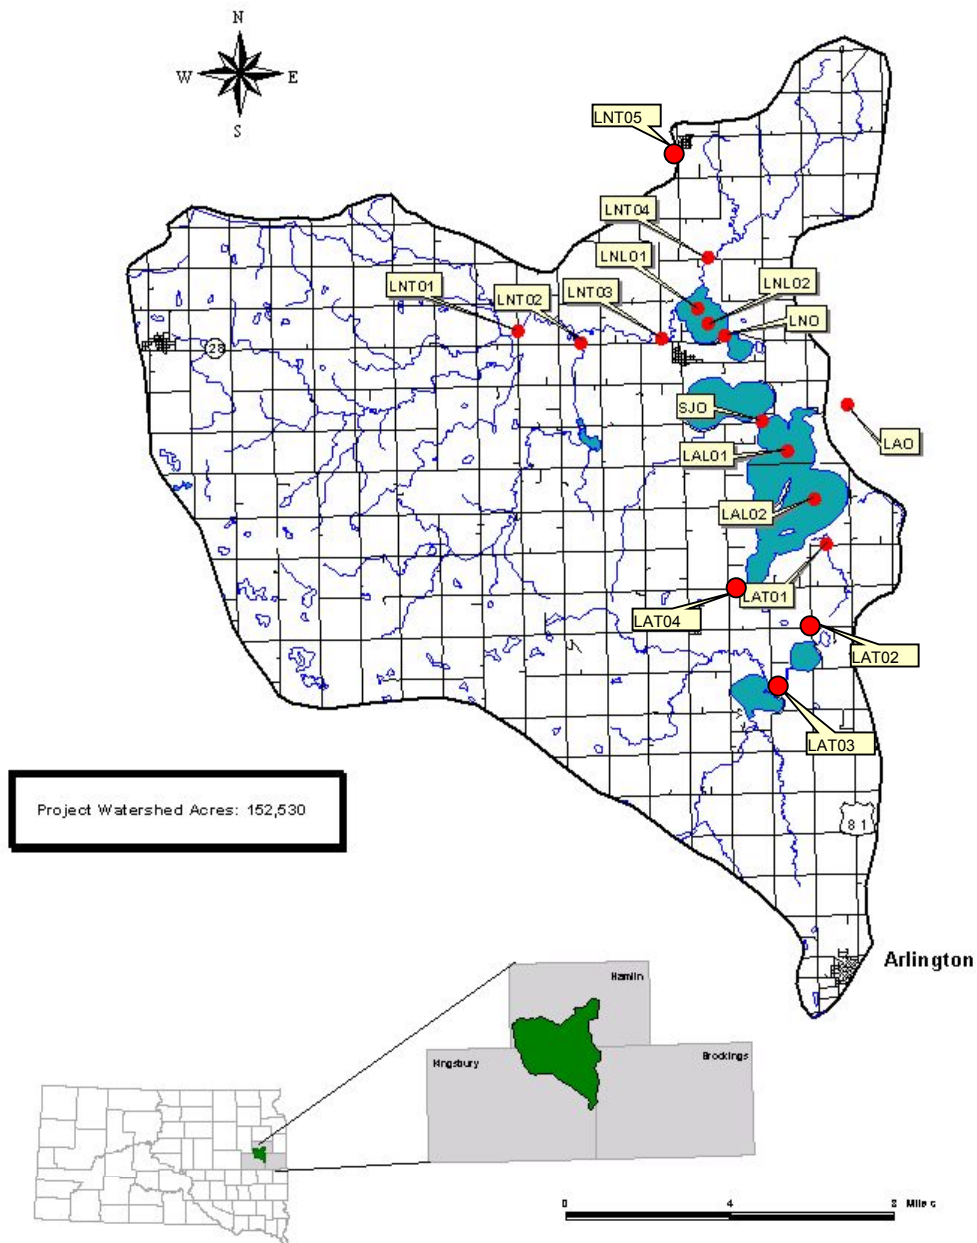 N
W E
S
LNT05
LNT04
LNL01
LNT01
LNT02
LNT03
LNL02
LNO
28
SJO
LAO
LAL01
LAL02
LAT01
LAT04
LAT02
LAT03
Project Watershed Acres: 152,530
81
Arlington
Hamlin
Kingsbury
Brookings
0 4 8 Miles